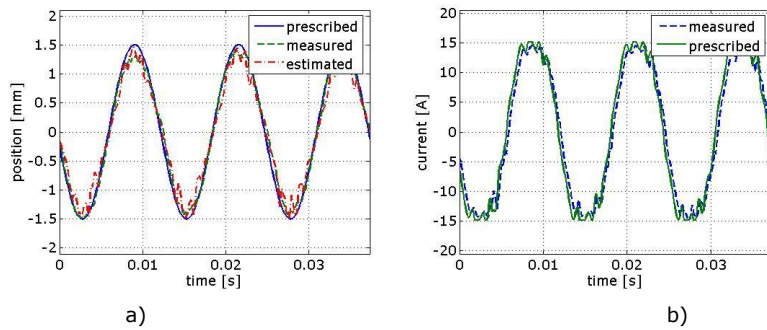 2
1.5
1
0.5
0
-0.5
-1
-1.5
-2
position [mm]
prescribed
measured
estimated
0
0.01
0.02
0.03
time [s]
a)
20
15
10
5
0
-5
-10
-15
-20
current [A]
measured
prescribed
0
0.01
0.02
0.03
time [s]
b)